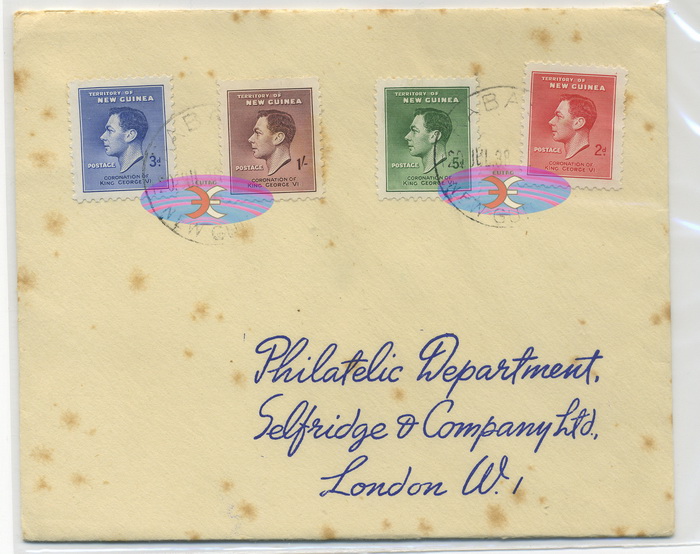 TERRITORY OF
NEW GUINEA
POSTAGE
3d
CORONATION OF
KING GEORGE VI
TERRITORY OF
NEW GUINEA
POSTAGE
1/-
CORONATION OF
KING GEORGE VI
TERRITORY OF
NEW GUINEA
POSTAGE
5d
CORONATION OF
KING GEORGE VI
TERRITORY OF
NEW GUINEA
POSTAGE
2d
CORONATION OF
KING GEORGE VI
Philatelic Department,
Selfridge & Company Ltd.,
London W.1